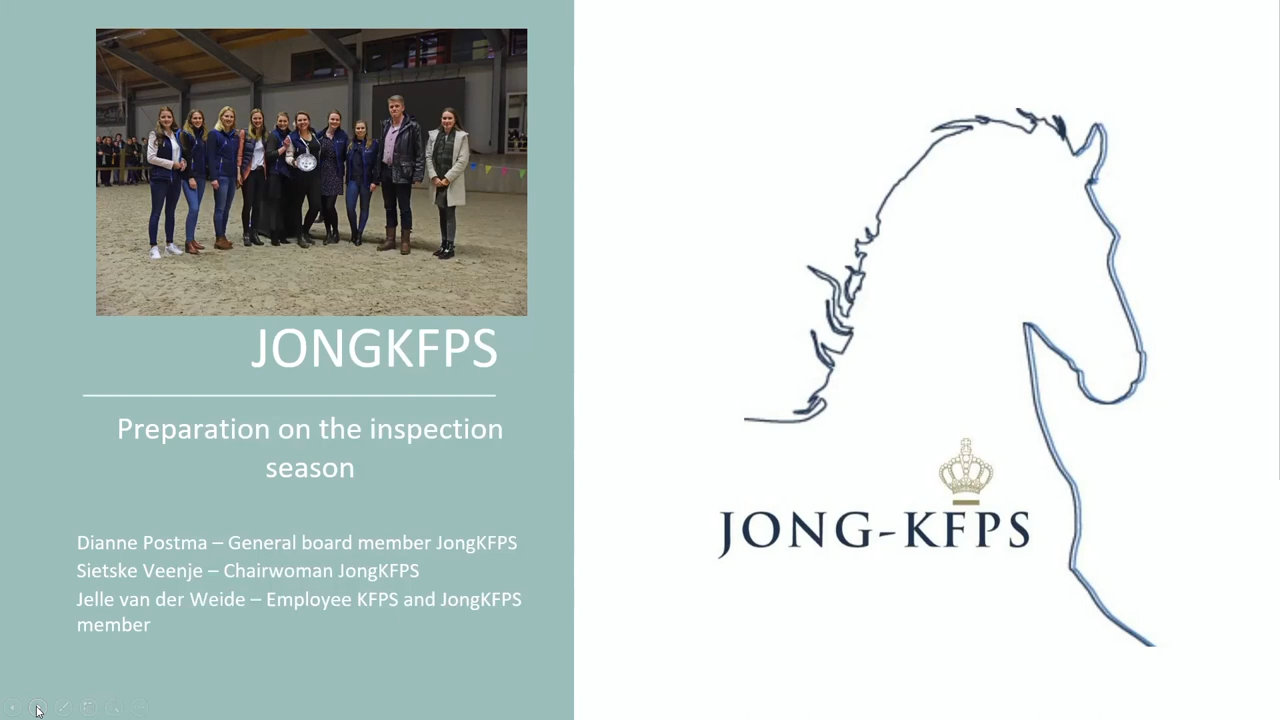 JONGKFPS
Preparation on the inspection
season
Dianne Postma – General board member JongKFPS
Sietske Veenje – Chairwoman JongKFPS
Jelle van der Weide – Employee KFPS and JongKFPS
member
JONG-KFPS